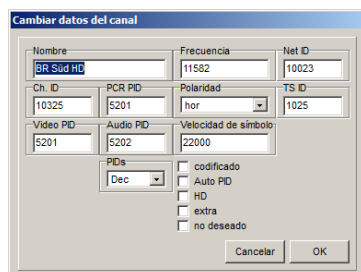 Cambiar datos del canal
Nombre Frecuencia Net ID
BR Süd HD 11582 10023
Ch. ID PCR PID Polaridad TS ID
10325 5201 hor 1025
Video PID Audio PID Velocidad de símbolo
5201 5202 22000
PIDs
Dec
codificado
Auto PID
HD
extra
no deseado
Cancelar OK